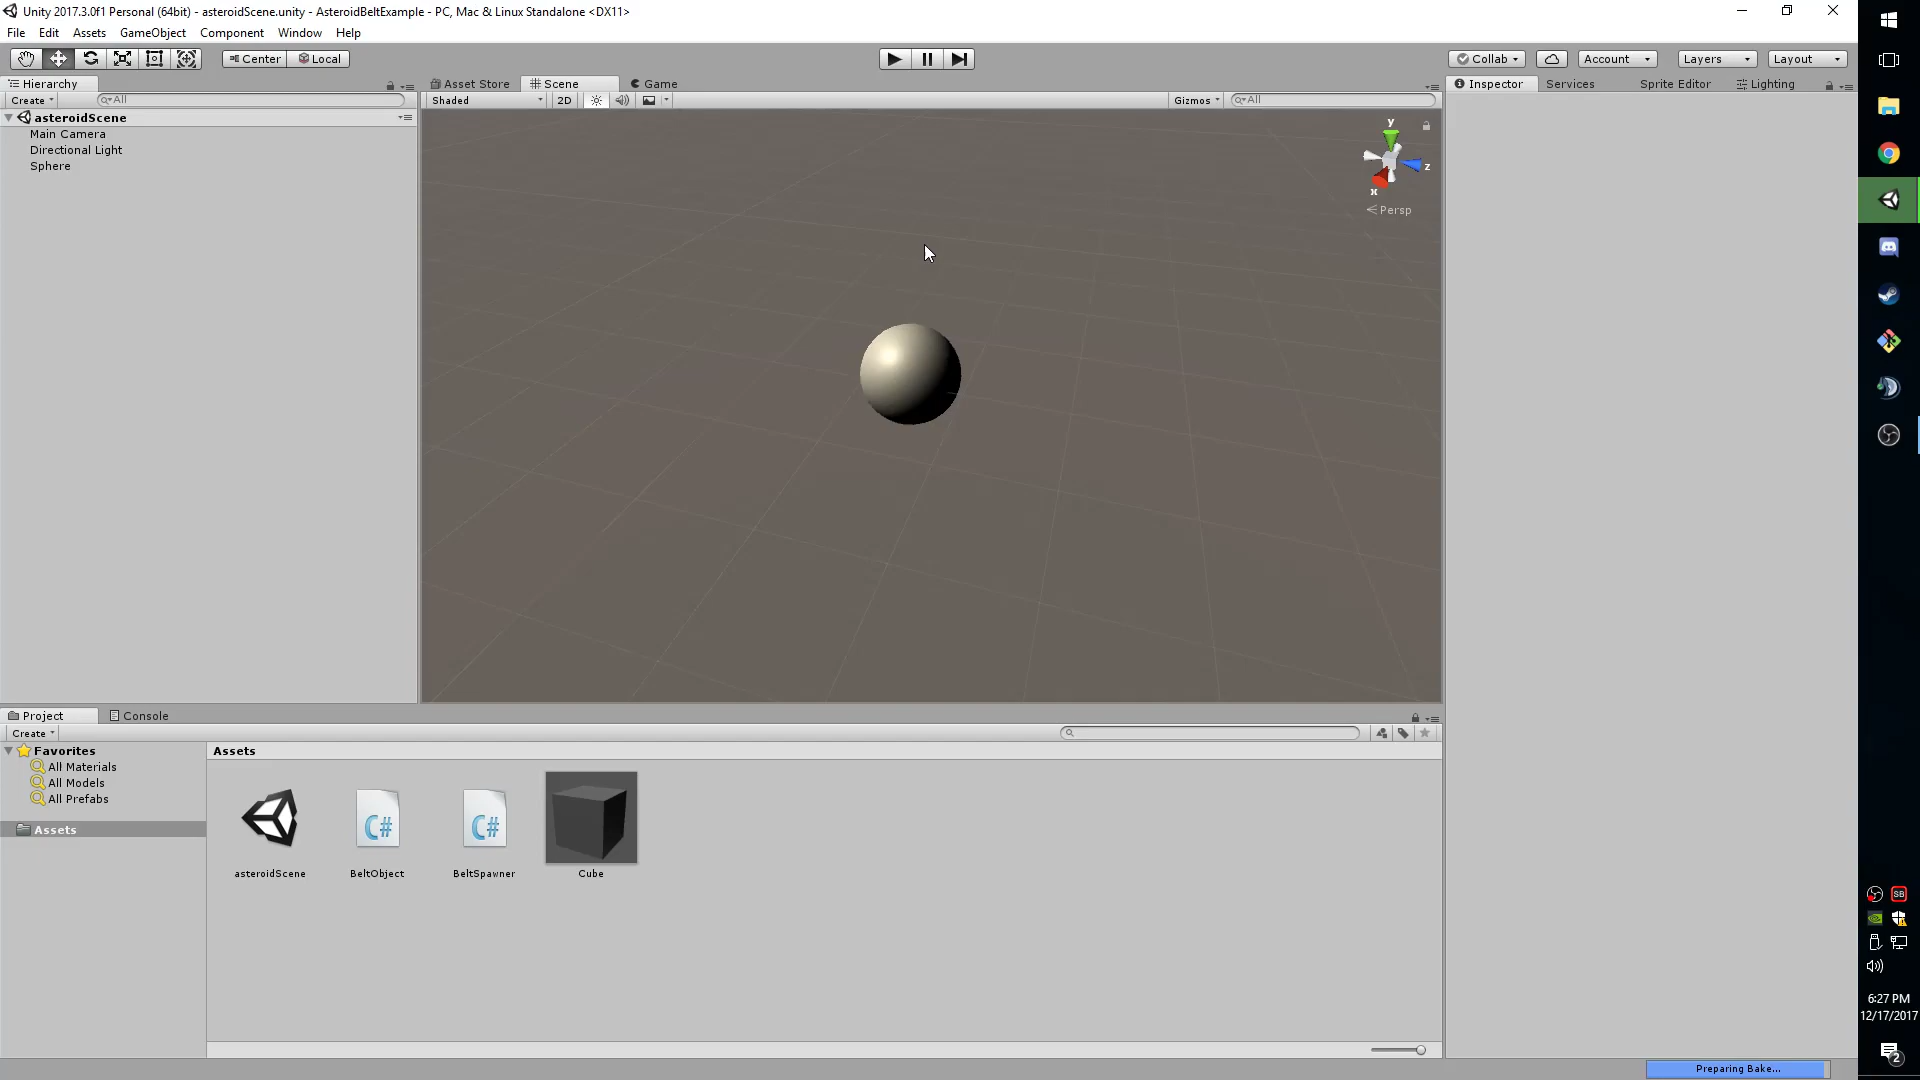 Unity 2017.3.0f1 Personal (64bit) - asteroidScene.unity - AsteroidBeltExample - PC, Mac & Linux Standalone <DX11>
File Edit Assets GameObject Component Window Help
Center Local
Collab Account Layers Layout
Hierarchy
Asset Store Scene Game
Inspector Services Sprite Editor Lighting
Create All
Shaded 2D
Gizmos All
asteroidScene
Main Camera
Directional Light
Sphere
y
z
x
Persp
Project Console
Create
Favorites
All Materials
All Models
All Prefabs
Assets
Assets
C# C#
asteroidScene BeltObject BeltSpawner Cube
SB
6:27 PM
12/17/2017
2
Preparing Bake...